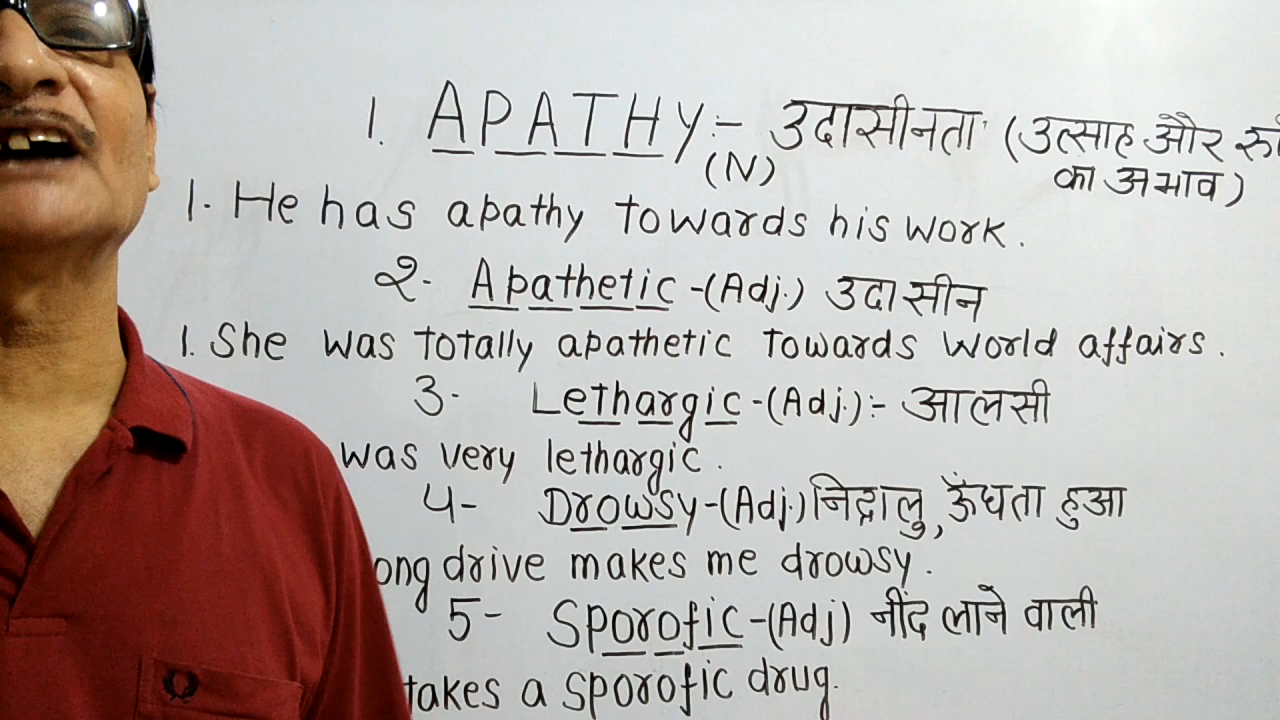 1. APATHY:- उदासीनता (उत्साह और
(N) का अभाव)
1. He has apathy towards his work.
2- Apathetic -(Adj.) उदासीन
1. She was totally apathetic towards world affairs.
3- Lethargic -(Adj.):- आलसी
was very lethargic.
4- Drowsy -(Adj.) निद्रालु, ऊँघता हुआ
drive makes me drowsy.
5- Sporofic -(Adj) नींद लाने वाली
takes a sporofic drug.